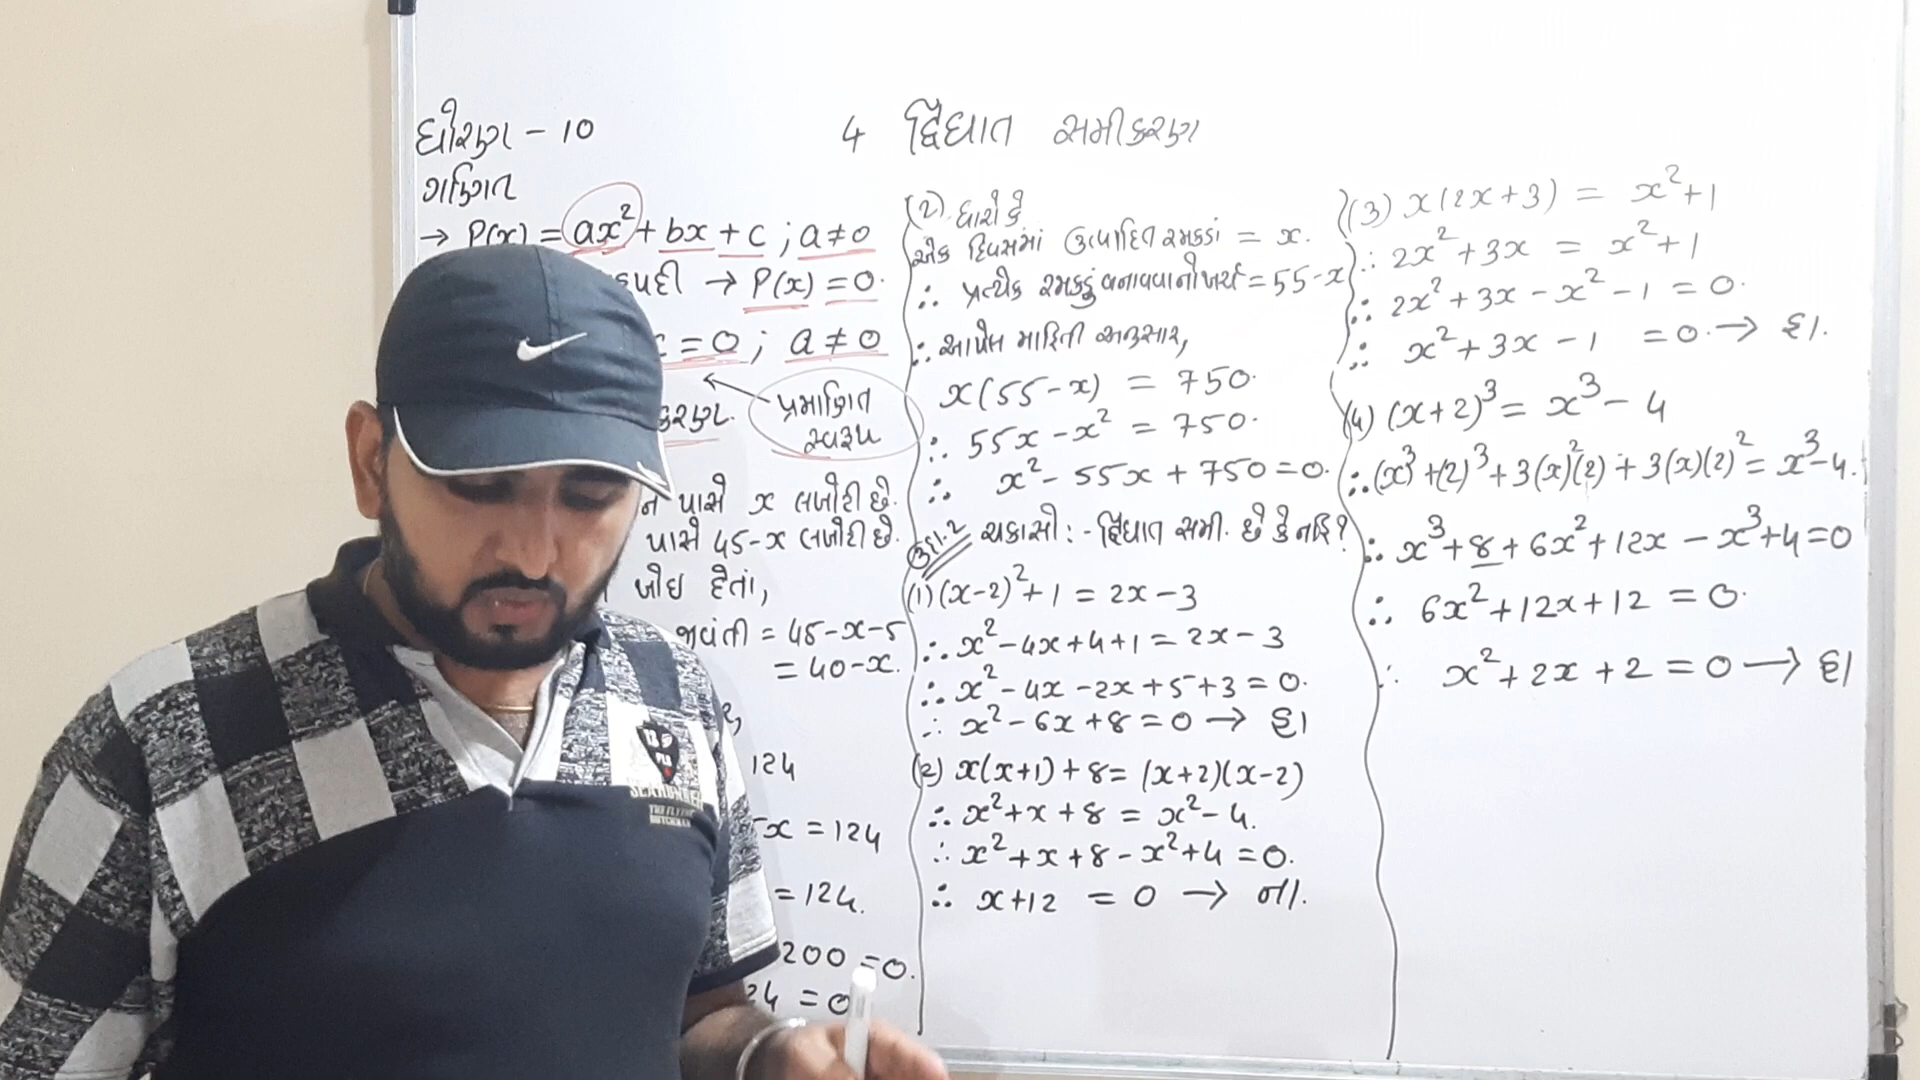 ધોરણ - 10
4 દ્વિઘાત સમીકરણ
ગણિત
→ P(x) = ax² + bx + c ; a ≠ 0
→ P(x) = 0.
= 0 ; a ≠ 0
પ્રમાણિત
સ્વરૂપ
પાસે x લખોટી છે.
પાસે 45-x લખોટી છે.
ખોઇ દેતાં,
= 45-x-5
= 40-x.
124
x = 124
= 124.
200 = 0.
24 = 0
(2) ધારો કે
એક દિવસમાં ઉત્પાદિત રમકડાં = x.
∴ પ્રત્યેક રમકડું બનાવવાનો ખર્ચ = 55-x
∴ આપેલ માહિતી અનુસાર,
x(55-x) = 750.
∴ 55x - x² = 750.
∴ x² - 55x + 750 = 0.
ઉદા.2 ચકાસો :- દ્વિઘાત સમી. છે કે નહિ?
(1) (x-2)² + 1 = 2x - 3
∴ x² - 4x + 4 + 1 = 2x - 3
∴ x² - 4x - 2x + 5 + 3 = 0.
∴ x² - 6x + 8 = 0 → હા
(2) x(x+1) + 8 = (x+2)(x-2)
∴ x² + x + 8 = x² - 4.
∴ x² + x + 8 - x² + 4 = 0.
∴ x + 12 = 0 → ના.
(3) x(2x+3) = x² + 1
∴ 2x² + 3x = x² + 1
∴ 2x² + 3x - x² - 1 = 0.
∴ x² + 3x - 1 = 0. → હા.
(4) (x+2)³ = x³ - 4
∴ (x³ + (2)³ + 3(x)²(2) + 3(x)(2)² = x³ - 4.
∴ x³ + 8 + 6x² + 12x - x³ + 4 = 0
∴ 6x² + 12x + 12 = 0.
∴ x² + 2x + 2 = 0 → હા